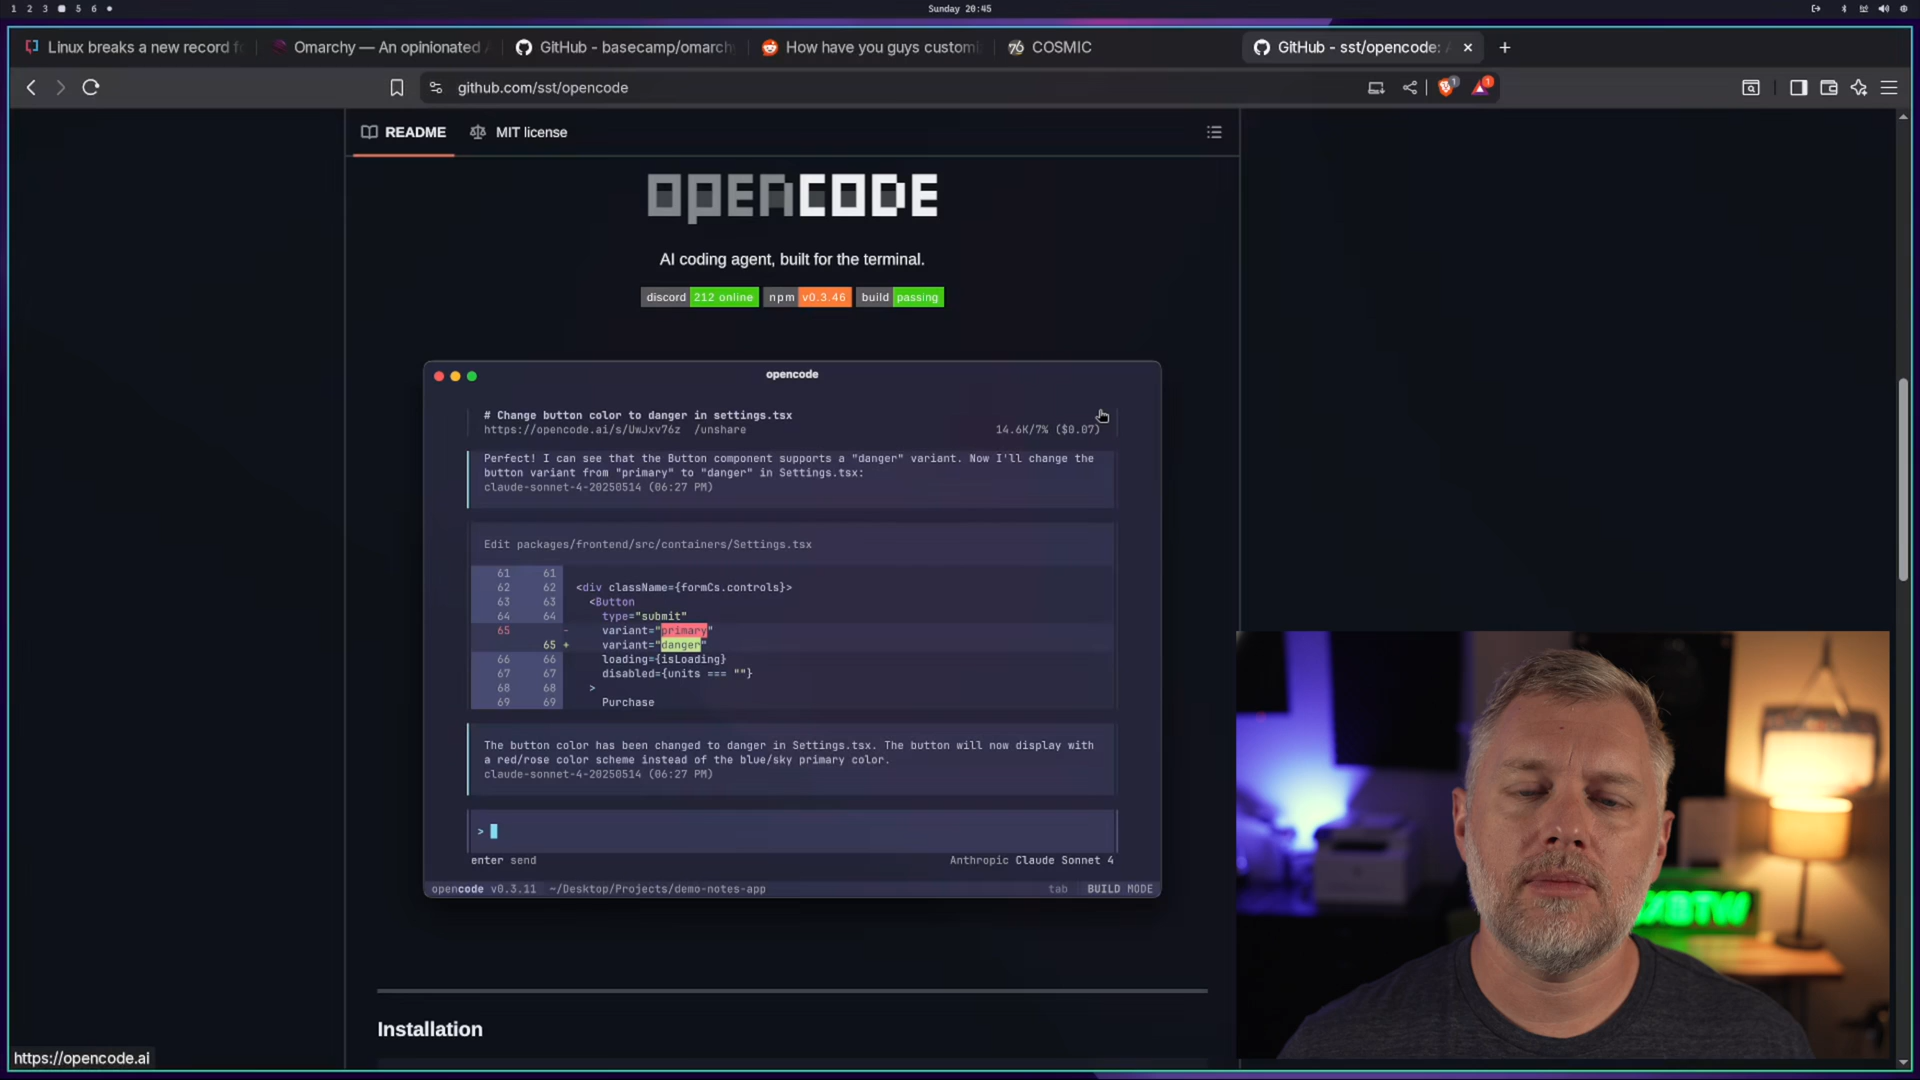 1 2 3 5 6
Sunday 20:45
Linux breaks a new record fo
Omarchy — An opinionated
GitHub - basecamp/omarchy
How have you guys customi
COSMIC
GitHub - sst/opencode:
github.com/sst/opencode
1
1
README
MIT license
OPENCODE
AI coding agent, built for the terminal.
discord 212 online npm v0.3.46 build passing
opencode
# Change button color to danger in settings.tsx
https://opencode.ai/s/UwJxv76z /unshare 14.6K/7% ($0.07)
Perfect! I can see that the Button component supports a "danger" variant. Now I'll change the
button variant from "primary" to "danger" in Settings.tsx:
claude-sonnet-4-20250514 (06:27 PM)
Edit packages/frontend/src/containers/Settings.tsx
61 61
62 62 <div className={formCs.controls}>
63 63 <Button
64 64 type="submit"
65 - variant="primary"
65 + variant="danger"
66 66 loading={isLoading}
67 67 disabled={units === ""}
68 68 >
69 69 Purchase
The button color has been changed to danger in Settings.tsx. The button will now display with
a red/rose color scheme instead of the blue/sky primary color.
claude-sonnet-4-20250514 (06:27 PM)
>
enter send Anthropic Claude Sonnet 4
opencode v0.3.11 ~/Desktop/Projects/demo-notes-app tab BUILD MODE
Installation
https://opencode.ai
XBTW